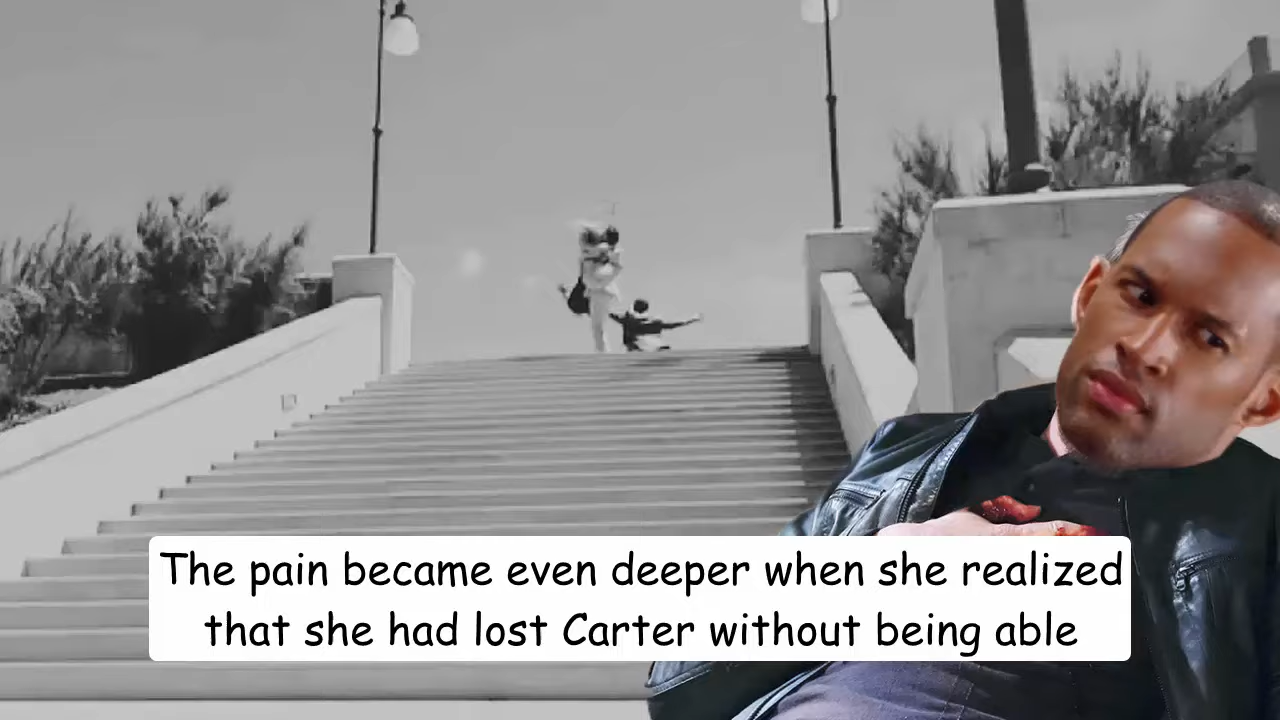 The pain became even deeper when she realized
that she had lost Carter without being able